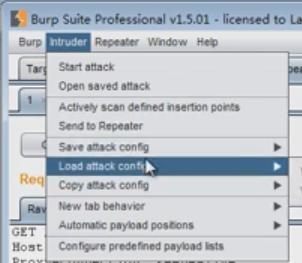 Burp Suite Professional v1.5.01 - licensed to La
Burp Intruder Repeater Window Help
Targ
Start attack
Open saved attack
1
Actively scan defined insertion points
Send to Repeater
Save attack config
Load attack config
Req
Copy attack config
New tab behavior
Raw
Automatic payload positions
GET
Host
Configure predefined payload lists